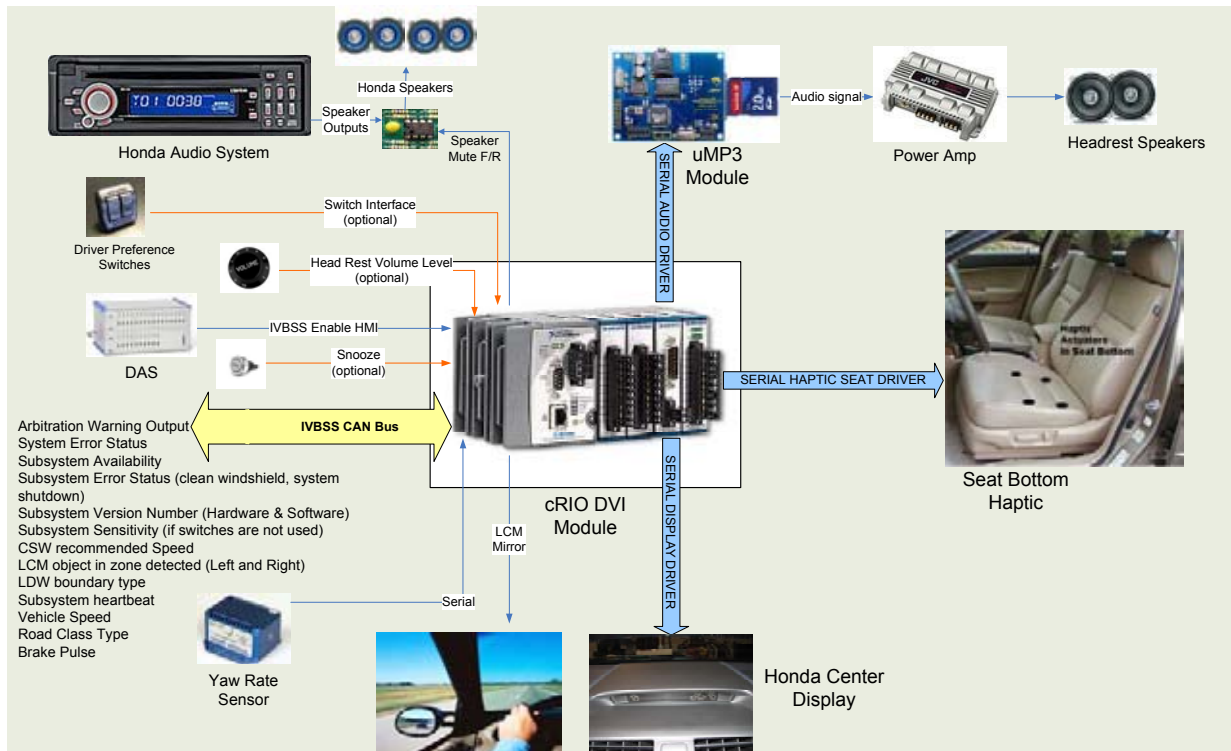 Honda Speakers
Speaker
Outputs
Honda Audio System
Speaker
Mute F/R
uMP3
Module
Audio signal
JVC
Power Amp
Headrest Speakers
Driver Preference
Switches
Switch Interface
(optional)
VOLUME
Head Rest Volume Level
(optional)
DAS
IVBSS Enable HMI
Snooze
(optional)
IVBSS CAN Bus
Arbitration Warning Output
System Error Status
Subsystem Availability
Subsystem Error Status (clean windshield, system
shutdown)
Subsystem Version Number (Hardware & Software)
Subsystem Sensitivity (if switches are not used)
CSW recommended Speed
LCM object in zone detected (Left and Right)
LDW boundary type
Subsystem heartbeat
Vehicle Speed
Road Class Type
Brake Pulse
SERIAL AUDIO DRIVER
SERIAL HAPTIC SEAT DRIVER
Haptic
Actuators
In Seat Bottom
Seat Bottom
Haptic
cRIO DVI
Module
LCM
Mirror
SERIAL DISPLAY DRIVER
Serial
Yaw Rate
Sensor
Honda Center
Display